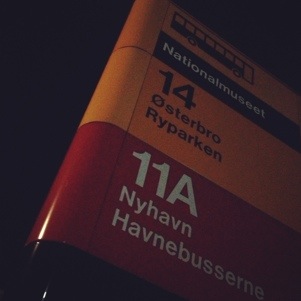 Nationalmuseet
14
Østerbro
Ryparken
11A
Nyhavn
Havnebusserne